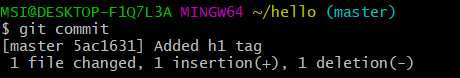 MSI@DESKTOP-F1Q7L3A MINGW64 ~/hello (master)
$ git commit
[master 5ac1631] Added h1 tag
 1 file changed, 1 insertion(+), 1 deletion(-)